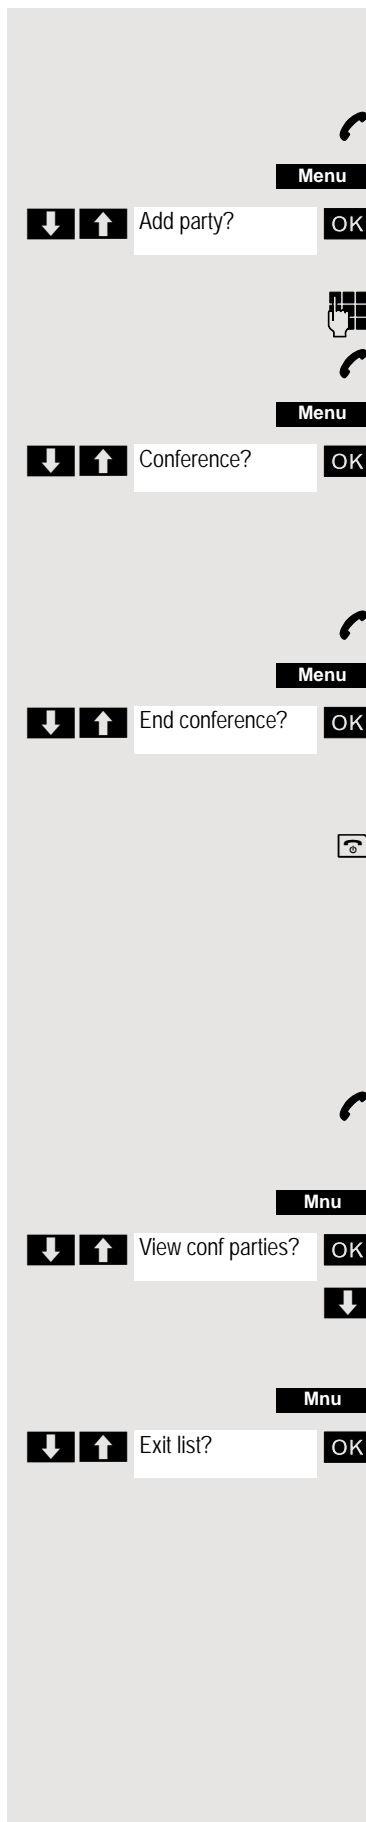 Menu
Add party? OK
Menu
Conference? OK
Menu
End conference? OK
Mnu
View conf parties? OK
Mnu
Exit list? OK